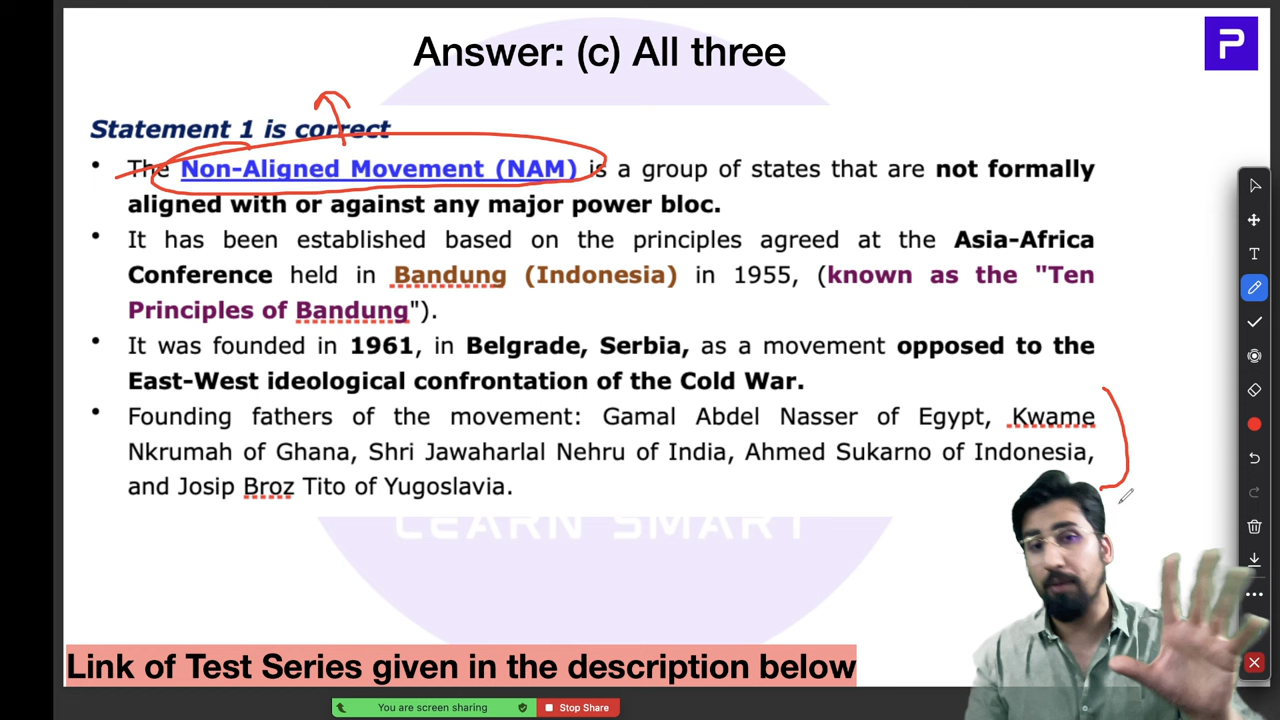 Answer: (c) All three
P
Statement 1 is correct
• The Non-Aligned Movement (NAM) is a group of states that are not formally
aligned with or against any major power bloc.
• It has been established based on the principles agreed at the Asia-Africa
Conference held in Bandung (Indonesia) in 1955, (known as the "Ten
Principles of Bandung").
• It was founded in 1961, in Belgrade, Serbia, as a movement opposed to the
East-West ideological confrontation of the Cold War.
• Founding fathers of the movement: Gamal Abdel Nasser of Egypt, Kwame
Nkrumah of Ghana, Shri Jawaharlal Nehru of India, Ahmed Sukarno of Indonesia,
and Josip Broz Tito of Yugoslavia.
LEARN SMART
Link of Test Series given in the description below
You are screen sharing
Stop Share
T